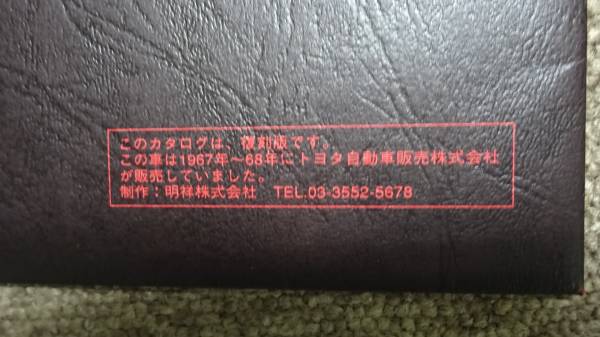 このカタログは、復刻版です。
この車は1967年～68年にトヨタ自動車販売株式会社
が販売していました。
制作：明祥株式会社　TEL.03-3552-5678